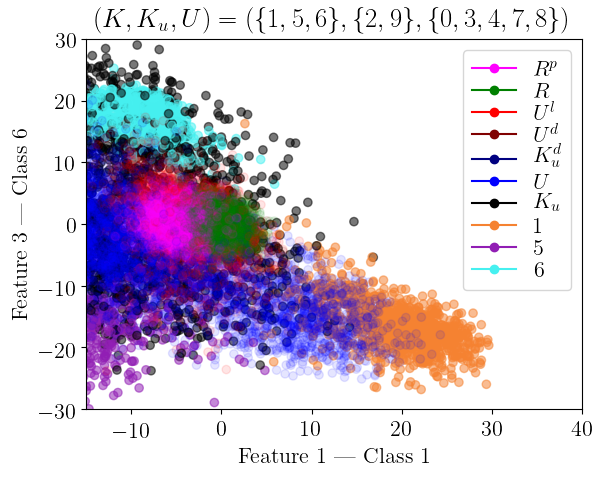 (K, K_u, U) = ({1, 5, 6}, {2, 9}, {0, 3, 4, 7, 8})
30
20
10
0
−10
−20
−30
Feature 3 — Class 6
R^p
R
U^l
U^d
K_u^d
U
K_u
1
5
6
−10
0
10
20
30
40
Feature 1 — Class 1